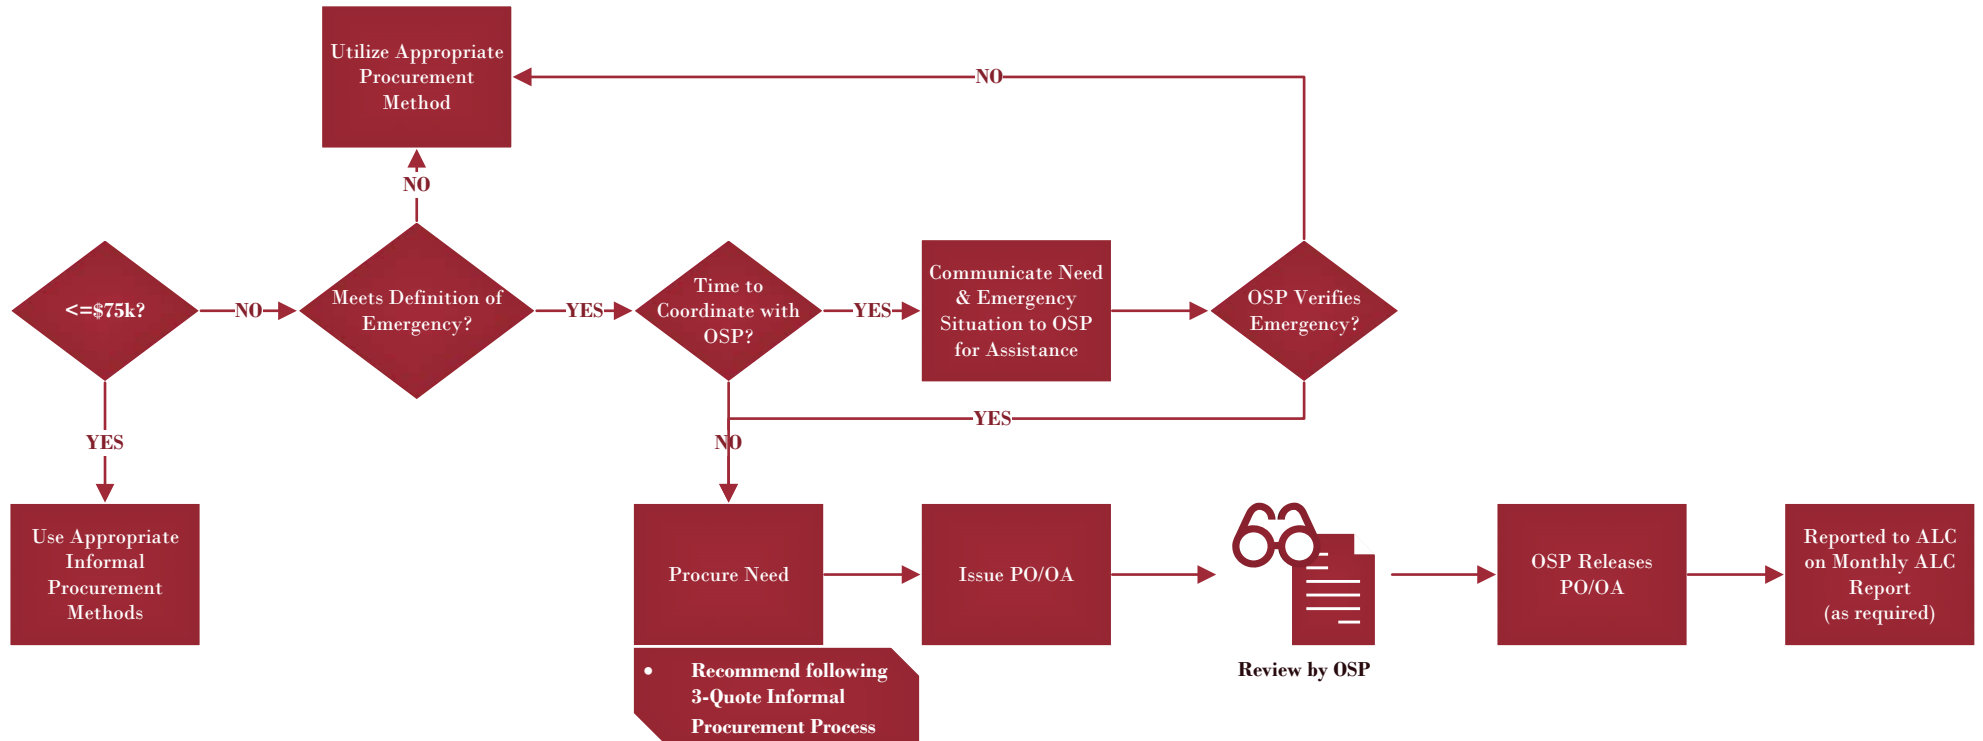 Utilize Appropriate
Procurement
Method
NO
NO
<=$75k?
NO
Meets Definition of
Emergency?
YES
Time to
Coordinate with
OSP?
YES
Communicate Need
& Emergency
Situation to OSP
for Assistance
OSP Verifies
Emergency?
YES
NO
YES
Use Appropriate
Informal
Procurement
Methods
Procure Need
Issue PO/OA
Review by OSP
OSP Releases
PO/OA
Reported to ALC
on Monthly ALC
Report
(as required)
• Recommend following
3-Quote Informal
Procurement Process